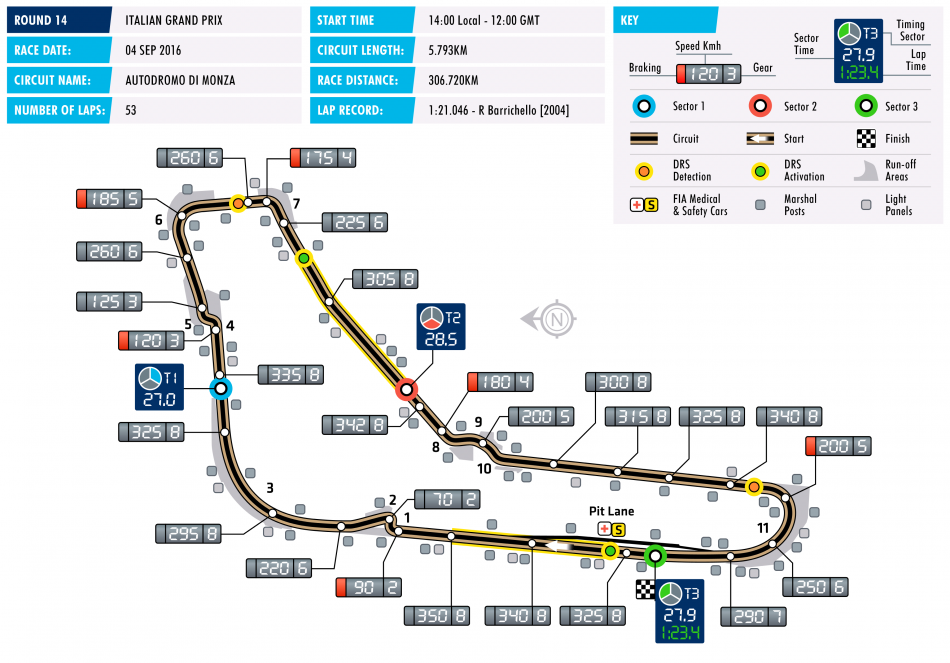 ROUND 14
ITALIAN GRAND PRIX
RACE DATE:
04 SEP 2016
CIRCUIT NAME:
AUTODROMO DI MONZA
NUMBER OF LAPS:
53
START TIME
14:00 Local - 12:00 GMT
CIRCUIT LENGTH:
5.793KM
RACE DISTANCE:
306.720KM
LAP RECORD:
1:21.046 - R Barrichello [2004]
KEY
Speed Kmh
Braking
120 3
Gear
Sector
Time
T3
27.9
1:23.4
Timing
Sector
Lap
Time
Sector 1
Sector 2
Sector 3
Circuit
Start
Finish
DRS
Detection
DRS
Activation
Run-off
Areas
+ S
FIA Medical
& Safety Cars
Marshal
Posts
Light
Panels
260 6
175 4
185 5
6
7
225 6
260 6
305 8
125 3
5
4
120 3
T2
28.5
N
335 8
T1
27.0
180 4
300 8
325 8
342 8
8
9
200 5
315 8
325 8
340 8
10
200 5
3
2
70 2
1
Pit Lane
+ S
11
295 8
220 6
90 2
350 8
340 8
325 8
T3
27.9
1:23.4
290 7
250 6